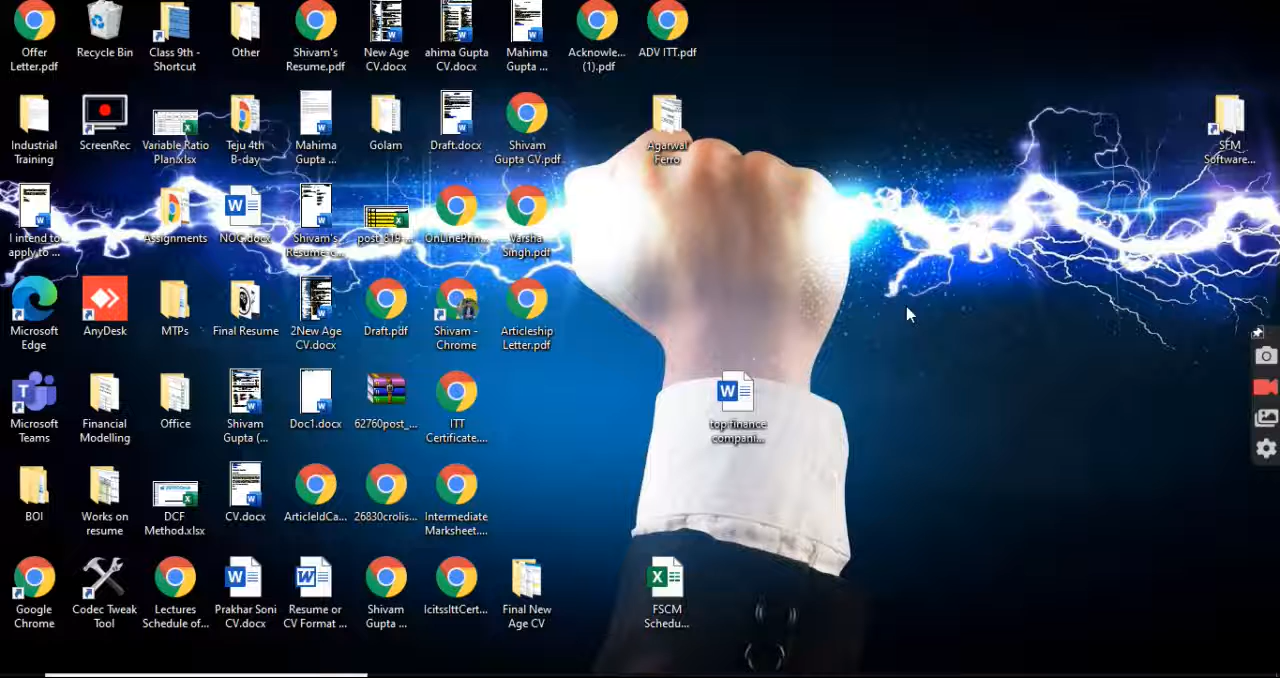 Offer
Letter.pdf
Recycle Bin
Class 9th -
Shortcut
Other
Shivam's
Resume.pdf
New Age
CV.docx
ahima Gupta
CV.docx
Mahima
Gupta ...
Acknowle...
(1).pdf
ADV ITT.pdf
Industrial
Training
ScreenRec
Variable Ratio
Plan.xlsx
Teju 4th
B-day
Mahima
Gupta ...
Golam
Draft.docx
Shivam
Gupta CV.pdf
Agarwal
Ferro
SFM
Software...
I intend to
apply to ...
Assignments
NOC.docx
Shivam's
Resume-c...
post-819...
OnLinePrin...
Varsha
Singh.pdf
Microsoft
Edge
AnyDesk
MTPs
Final Resume
2New Age
CV.docx
Draft.pdf
Shivam -
Chrome
Articleship
Letter.pdf
Microsoft
Teams
Financial
Modelling
Office
Shivam
Gupta (...
Doc1.docx
62760post_...
ITT
Certificate....
top finance
compani...
BOI
Works on
resume
DCF
Method.xlsx
CV.docx
ArticleIdCa...
26830crolis...
Intermediate
Marksheet....
Google
Chrome
Codec Tweak
Tool
Lectures
Schedule of...
Prakhar Soni
CV.docx
Resume or
CV Format ...
Shivam
Gupta ...
IcitssIttCert...
Final New
Age CV
FSCM
Schedu...